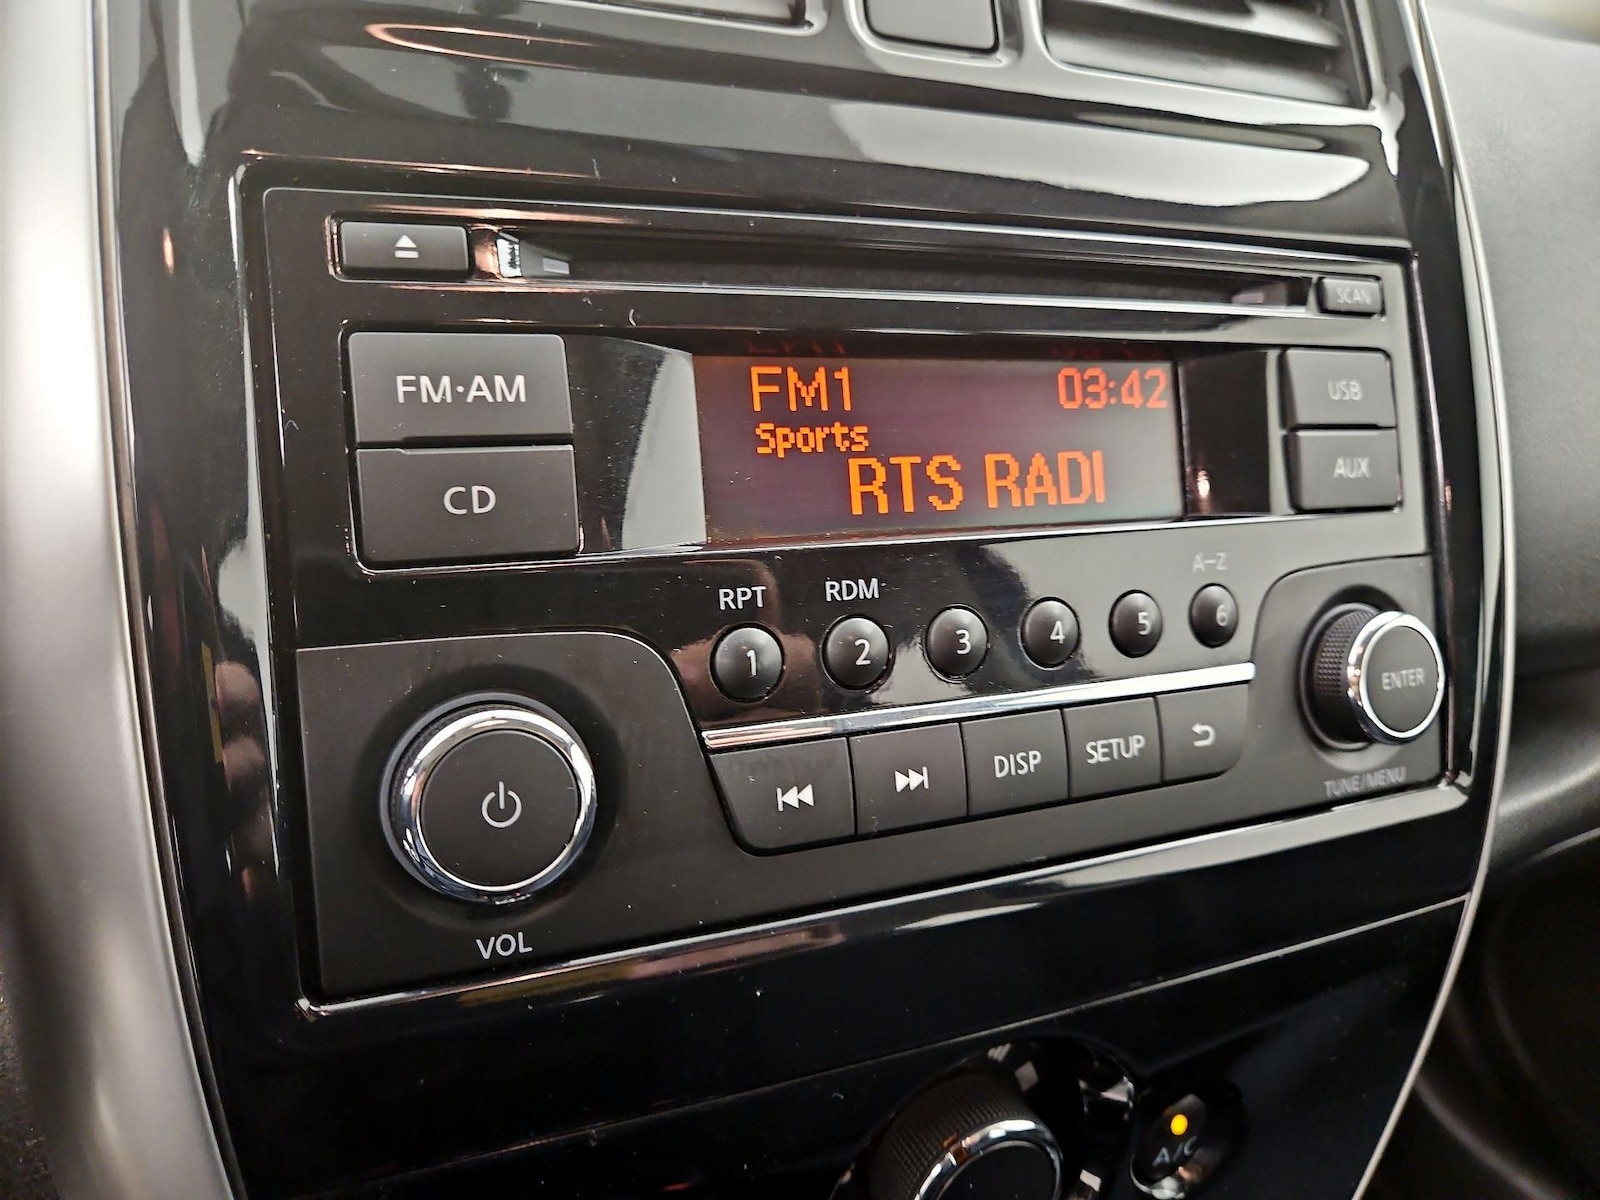 SCAN
FM1 03:42
Sports
RTS RADI
FM·AM
CD
USB
AUX
RPT RDM A-Z
1 2 3 4 5 6
ENTER
DISP SETUP
TUNE/MENU
VOL
A/C